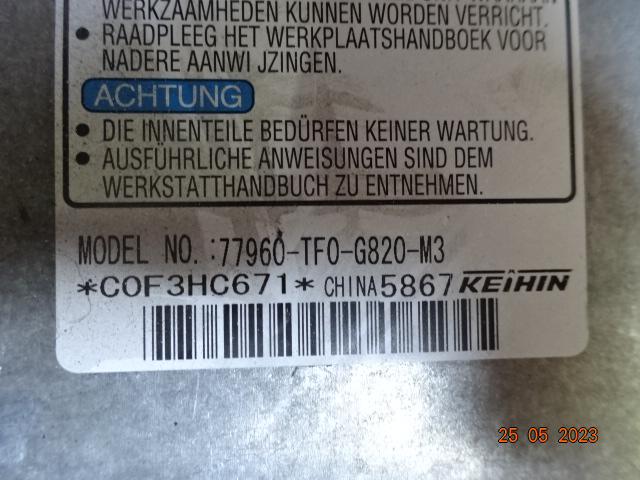 WERKZAAMHEDEN KUNNEN WORDEN VERRICHT.
• RAADPLEEG HET WERKPLAATSHANDBOEK VOOR
NADERE AANWI JZINGEN.
ACHTUNG
• DIE INNENTEILE BEDÜRFEN KEINER WARTUNG.
• AUSFÜHRLICHE ANWEISUNGEN SIND DEM
WERKSTATTHANDBUCH ZU ENTNEHMEN.
MODEL NO. :77960-TF0-G820-M3
*C0F3HC671* CHINA5867 KEIHIN
25 05 2023